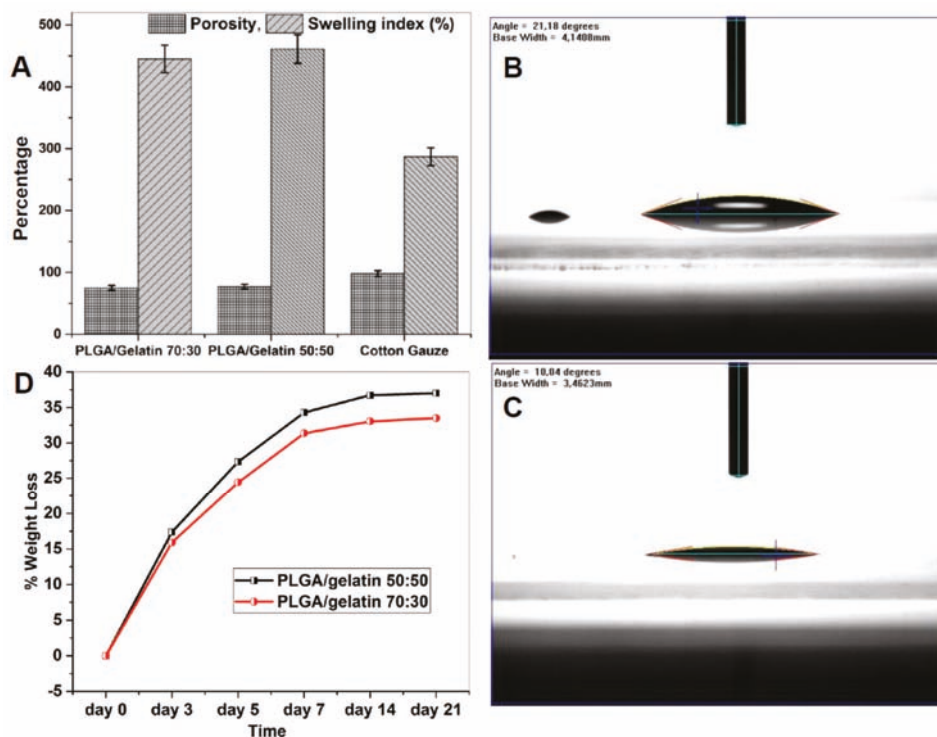 A
500
400
300
200
100
0
Percentage
Porosity, Swelling index (%)
PLGA/Gelatin 70:30 PLGA/Gelatin 50:50 Cotton Gauze
Angle = 21,18 degrees
Base Width = 4,1408mm
B
D
40
35
30
25
20
15
10
5
0
-5
% Weight Loss
PLGA/gelatin 50:50
PLGA/gelatin 70:30
day 0 day 3 day 5 day 7 day 14 day 21
Time
Angle = 10,04 degrees
Base Width = 3,4623mm
C